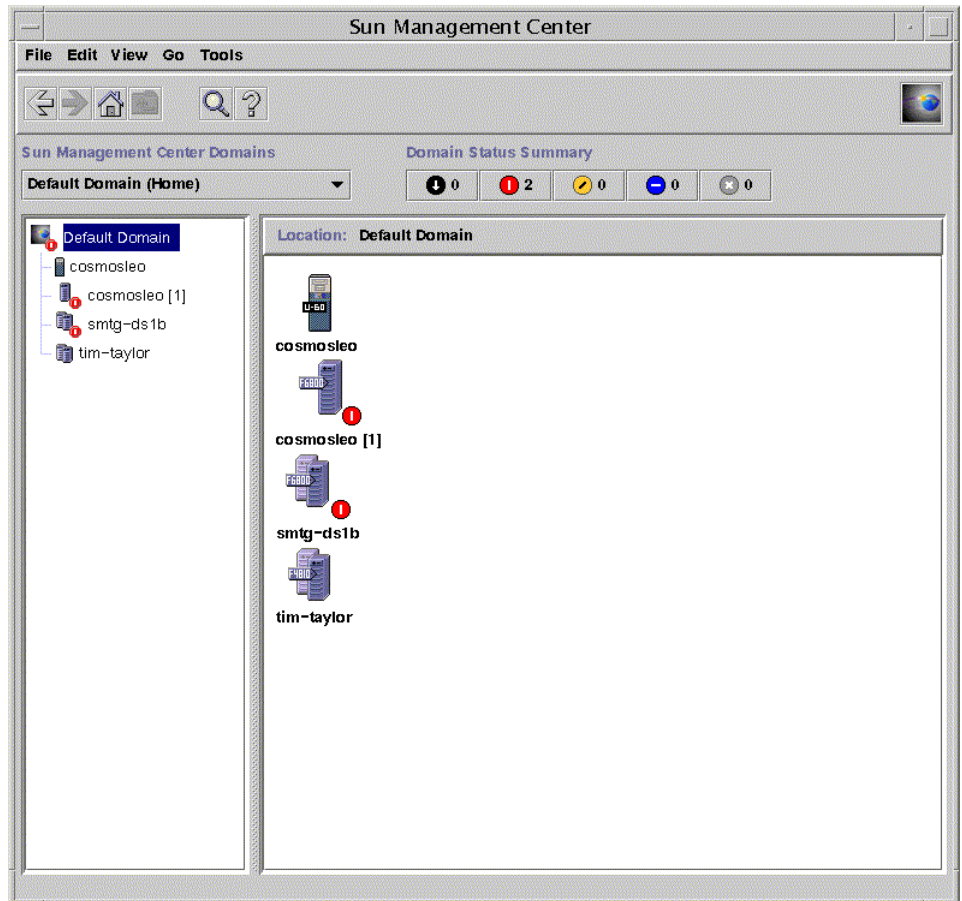 Sun Management Center
File Edit View Go Tools
Sun Management Center Domains
Domain Status Summary
Default Domain (Home)
0 2 0 0 0
Default Domain
cosmosleo
cosmosleo [1]
smtg-ds1b
tim-taylor
Location: Default Domain
U-60
cosmosleo
F6800
cosmosleo [1]
F6800
smtg-ds1b
F4810
tim-taylor